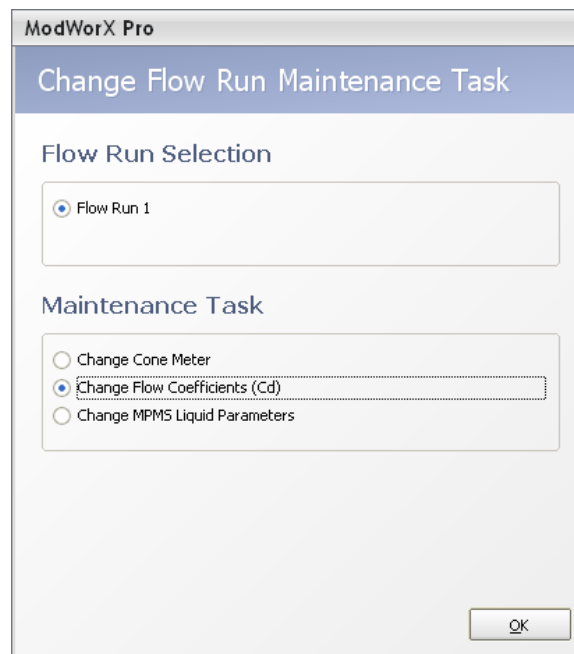 ModWorX Pro
Change Flow Run Maintenance Task
Flow Run Selection
Flow Run 1
Maintenance Task
Change Cone Meter
Change Flow Coefficients (Cd)
Change MPMS Liquid Parameters
OK